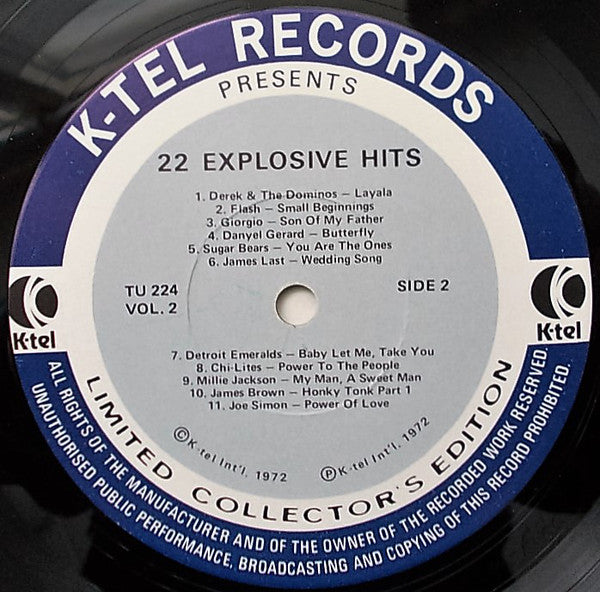 K-TEL RECORDS
PRESENTS
22 EXPLOSIVE HITS
1. Derek & The Dominos – Layala
2. Flash – Small Beginnings
3. Giorgio – Son Of My Father
4. Danyel Gerard – Butterfly
5. Sugar Bears – You Are The Ones
6. James Last – Wedding Song
TU 224
VOL. 2
SIDE 2
K-tel
K-tel
7. Detroit Emeralds – Baby Let Me, Take You
8. Chi-Lites – Power To The People
9. Millie Jackson – My Man, A Sweet Man
10. James Brown – Honky Tonk Part 1
11. Joe Simon – Power Of Love
© K-tel Int'l. 1972
℗ K-tel Int'l. 1972
LIMITED COLLECTOR'S EDITION
ALL RIGHTS OF THE MANUFACTURER AND OF THE OWNER OF THE RECORDED WORK RESERVED.
UNAUTHORISED PUBLIC PERFORMANCE, BROADCASTING AND COPYING OF THIS RECORD PROHIBITED.